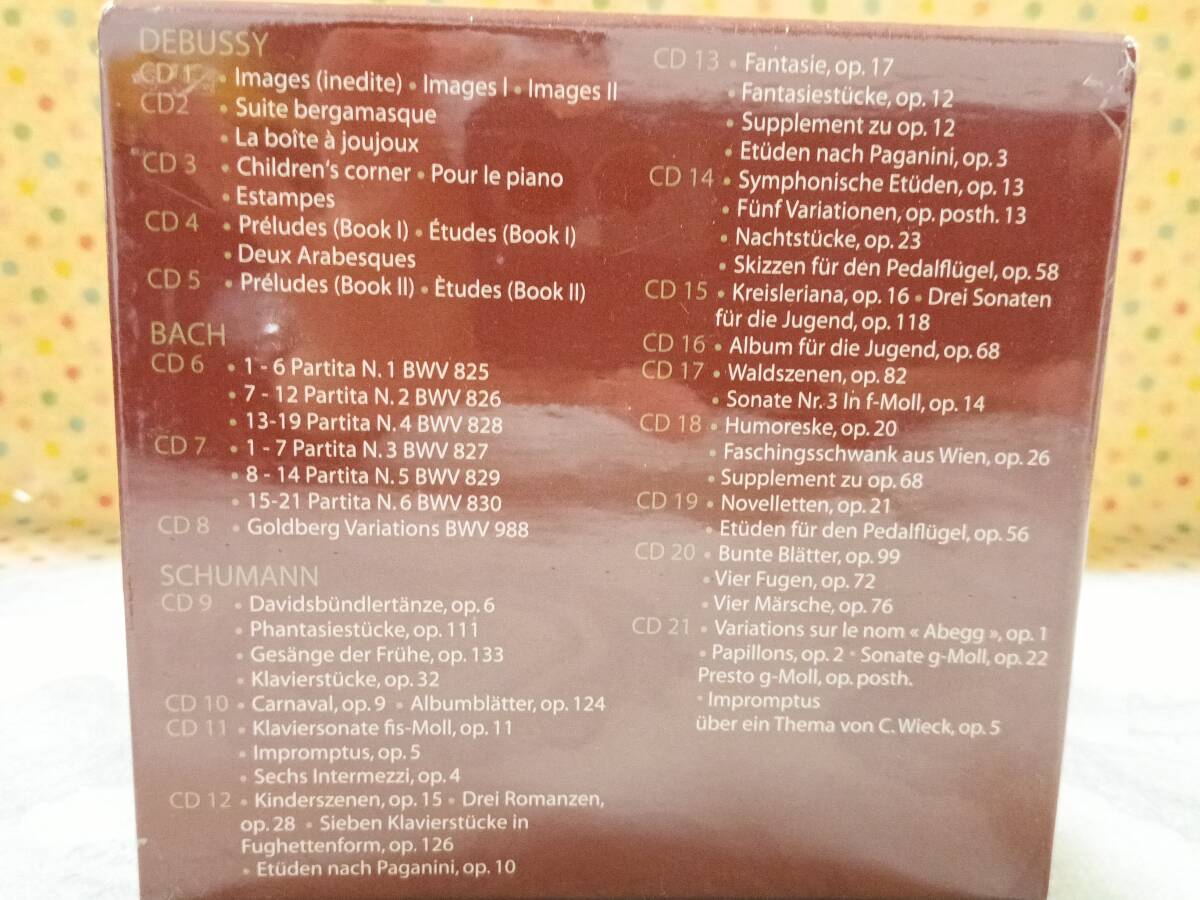 DEBUSSY
CD 1 • Images (inedite) • Images I • Images II
CD2 • Suite bergamasque
• La boîte à joujoux
CD 3 • Children's corner • Pour le piano
• Estampes
CD 4 • Préludes (Book I) • Études (Book I)
• Deux Arabesques
CD 5 • Préludes (Book II) • Ètudes (Book II)
BACH
CD 6 • 1 - 6 Partita N. 1 BWV 825
• 7 - 12 Partita N. 2 BWV 826
• 13-19 Partita N. 4 BWV 828
CD 7 • 1 - 7 Partita N. 3 BWV 827
• 8 - 14 Partita N. 5 BWV 829
• 15-21 Partita N. 6 BWV 830
CD 8 • Goldberg Variations BWV 988
SCHUMANN
CD 9 • Davidsbündlertänze, op. 6
• Phantasiestücke, op. 111
• Gesänge der Frühe, op. 133
• Klavierstücke, op. 32
CD 10 • Carnaval, op. 9 • Albumblätter, op. 124
CD 11 • Klaviersonate fis-Moll, op. 11
• Impromptus, op. 5
• Sechs Intermezzi, op. 4
CD 12 • Kinderszenen, op. 15 • Drei Romanzen,
op. 28 • Sieben Klavierstücke in
Fughettenform, op. 126
• Etüden nach Paganini, op. 10
CD 13 • Fantasie, op. 17
• Fantasiestücke, op. 12
• Supplement zu op. 12
• Etüden nach Paganini, op. 3
CD 14 • Symphonische Etüden, op. 13
• Fünf Variationen, op. posth. 13
• Nachtstücke, op. 23
• Skizzen für den Pedalflügel, op. 58
CD 15 • Kreisleriana, op. 16 • Drei Sonaten
für die Jugend, op. 118
CD 16 • Album für die Jugend, op. 68
CD 17 • Waldszenen, op. 82
• Sonate Nr. 3 In f-Moll, op. 14
CD 18 • Humoreske, op. 20
• Faschingsschwank aus Wien, op. 26
• Supplement zu op. 68
CD 19 • Novelletten, op. 21
• Etüden für den Pedalflügel, op. 56
CD 20 • Bunte Blätter, op. 99
• Vier Fugen, op. 72
• Vier Märsche, op. 76
CD 21 • Variations sur le nom « Abegg », op. 1
• Papillons, op. 2 • Sonate g-Moll, op. 22
Presto g-Moll, op. posth.
• Impromptus
über ein Thema von C. Wieck, op. 5